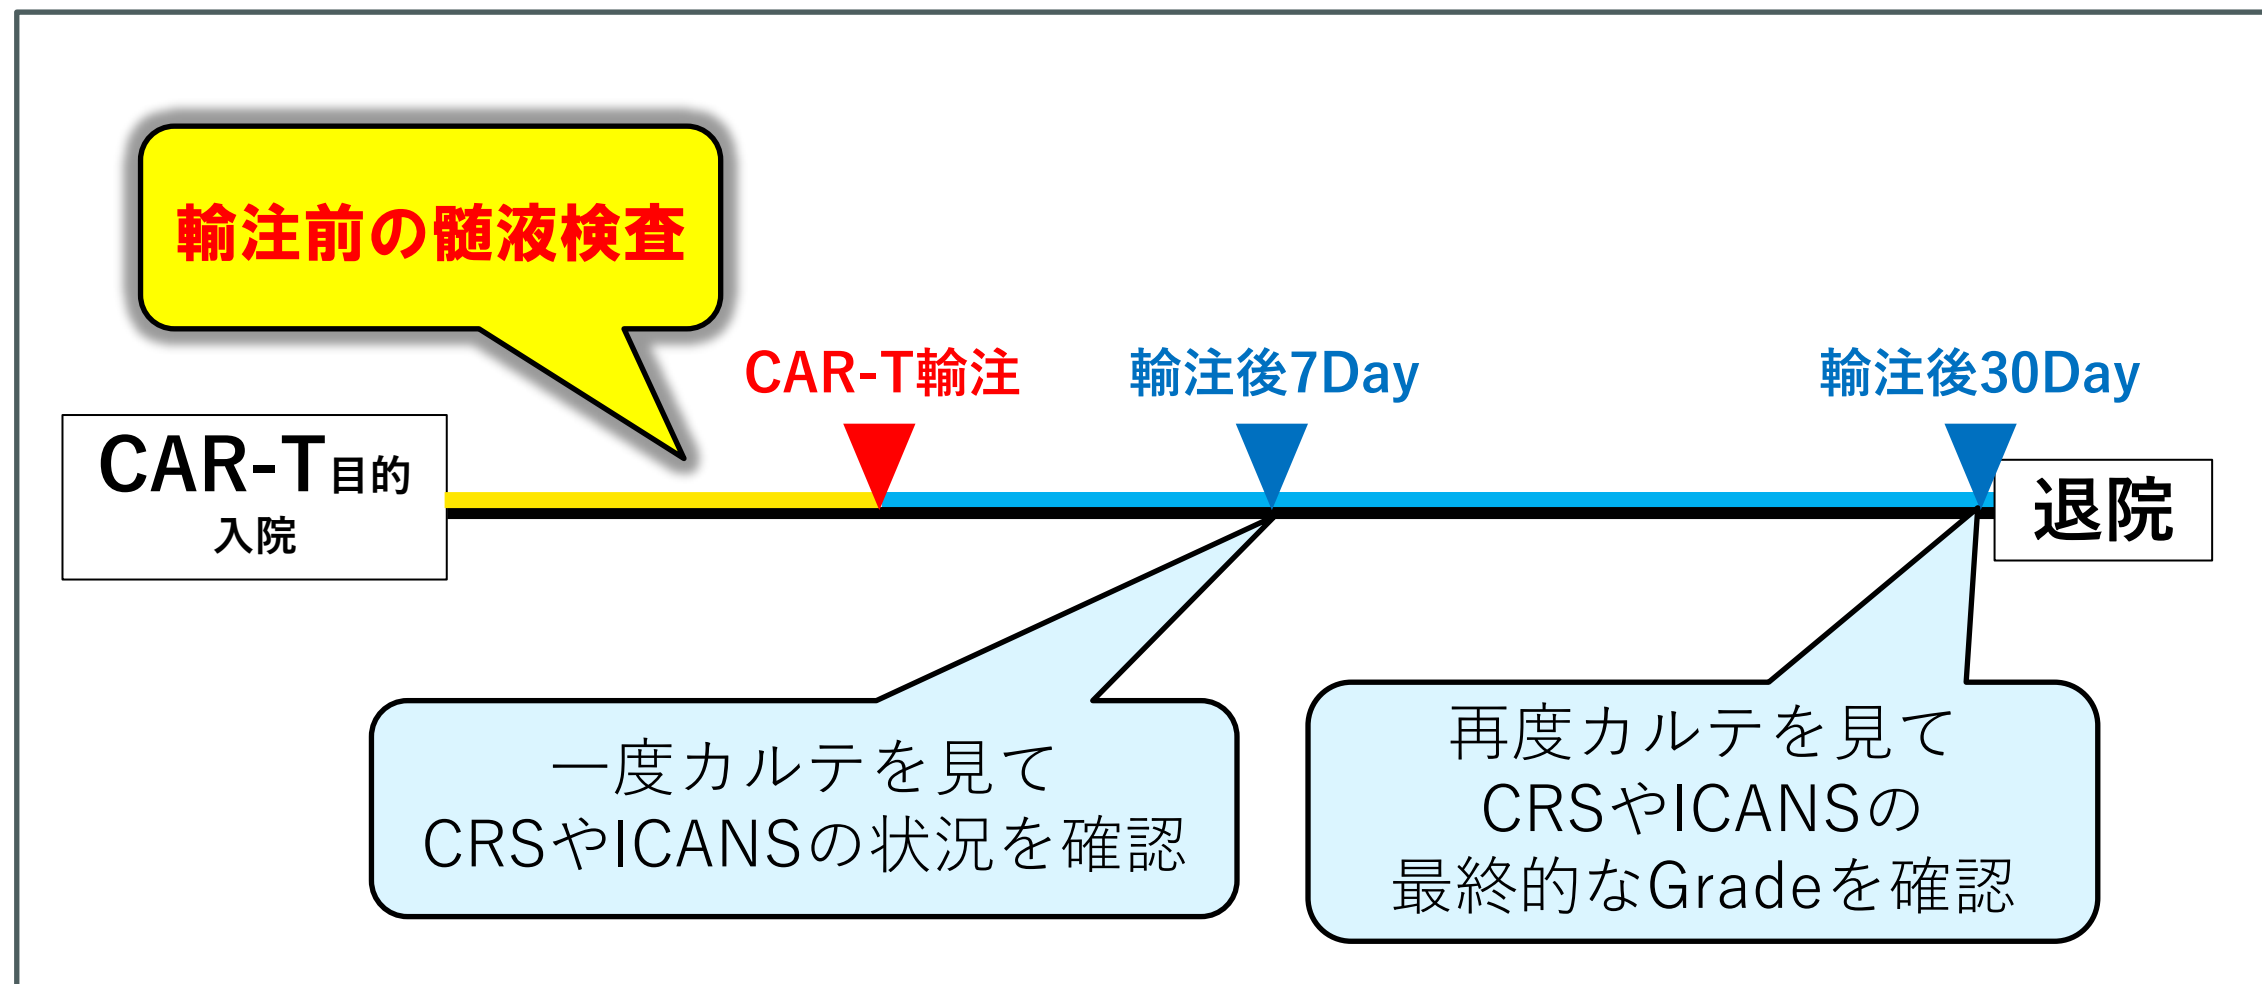 輸注前の髄液検査
CAR-T輸注
輸注後7Day
輸注後30Day
CAR-T目的
入院
退院
一度カルテを見て
CRSやICANSの状況を確認
再度カルテを見て
CRSやICANSの
最終的なGradeを確認